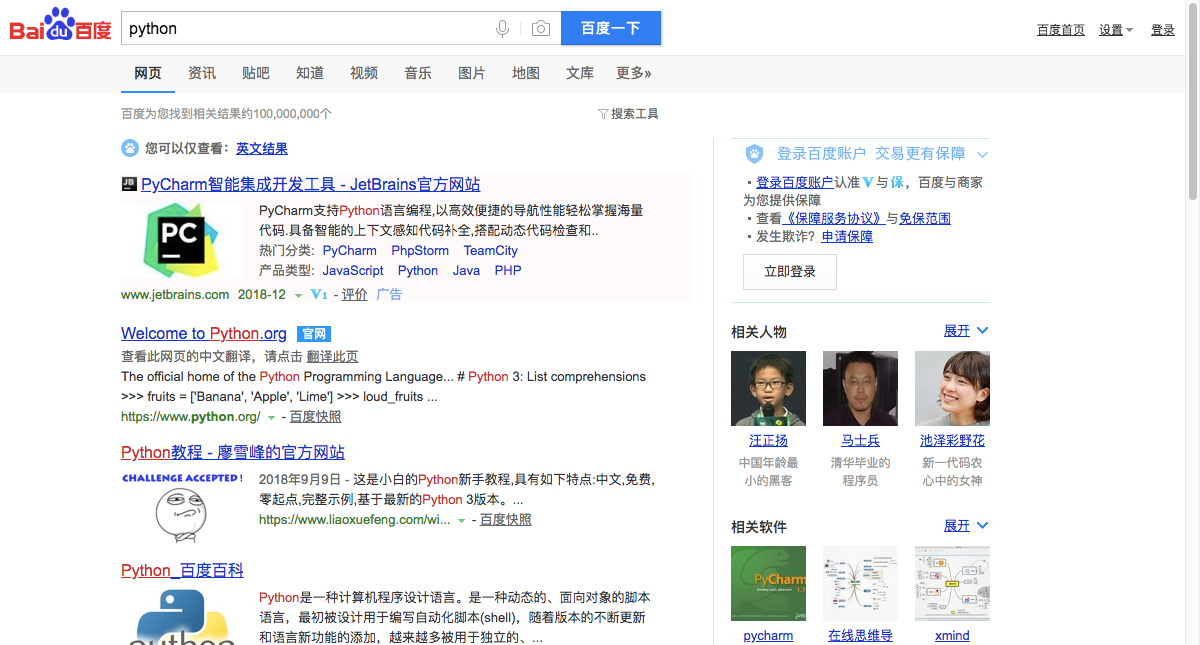 Baidu百度 python 百度一下 百度首页 设置 登录
网页 资讯 贴吧 知道 视频 音乐 图片 地图 文库 更多»
百度为您找到相关结果约100,000,000个 搜索工具
您可以仅查看：英文结果
JB PyCharm智能集成开发工具 - JetBrains官方网站
PC
PyCharm支持Python语言编程,以高效便捷的导航性能轻松掌握海量
代码.具备智能的上下文感知代码补全,搭配动态代码检查和..
热门分类: PyCharm PhpStorm TeamCity
产品类型: JavaScript Python Java PHP
www.jetbrains.com 2018-12 V1 - 评价 广告
Welcome to Python.org 官网
查看此网页的中文翻译，请点击 翻译此页
The official home of the Python Programming Language... # Python 3: List comprehensions
>>> fruits = ['Banana', 'Apple', 'Lime'] >>> loud_fruits ...
https://www.python.org/ - 百度快照
Python教程 - 廖雪峰的官方网站
CHALLENGE ACCEPTED!
2018年9月9日 - 这是小白的Python新手教程,具有如下特点:中文,免费,
零起点,完整示例,基于最新的Python 3版本。...
https://www.liaoxuefeng.com/wi... - 百度快照
Python_百度百科
python
Python是一种计算机程序设计语言。是一种动态的、面向对象的脚本
语言，最初被设计用于编写自动化脚本(shell)，随着版本的不断更新
和语言新功能的添加，越来越多被用于独立的、...
登录百度账户 交易更有保障
·登录百度账户认准V与保，百度与商家
为您提供保障
·查看《保障服务协议》与免保范围
·发生欺诈？申请保障
立即登录
相关人物 展开
汪正扬 马士兵 池泽彩野花
中国年龄最 清华毕业的 新一代码农
小的黑客 程序员 心中的女神
相关软件 展开
PyCharm
pycharm 在线思维导 xmind